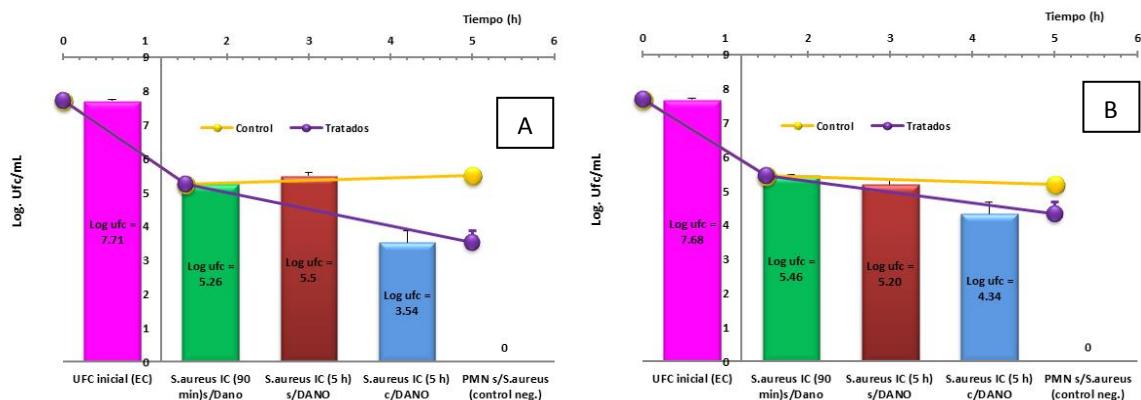 Tiempo (h)
0 1 2 3 4 5 6
9
8
7
6
5
4
3
2
1
0
Log. Ufc/mL
Control
Tratados
A
Log ufc =
7.71
Log ufc =
5.26
Log ufc =
5.5
Log ufc =
3.54
0
UFC inicial (EC)
S.aureus IC (90
min)s/Dano
S.aureus IC (5 h)
s/DANO
S.aureus IC (5 h)
c/DANO
PMN s/S.aureus
(control neg.)
Tiempo (h)
0 1 2 3 4 5 6
9
8
7
6
5
4
3
2
1
0
Log. Ufc/mL
Control
Tratados
B
Log ufc =
7.68
Log ufc =
5.46
Log ufc =
5.20
Log ufc =
4.34
0
UFC inicial (EC)
S.aureus IC (90
min)s/Dano
S.aureus IC (5 h)
s/DANO
S.aureus IC (5 h)
c/DANO
PMN s/S.aureus
(control neg.)